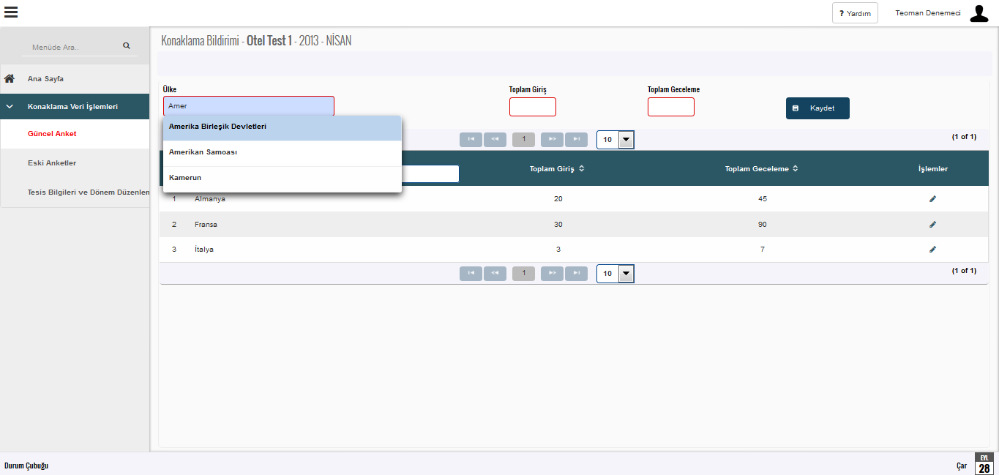 ? Yardım
Teoman Denemeci
Menüde Ara..
Ana Sayfa
Konaklama Veri İşlemleri
Güncel Anket
Eski Anketler
Tesis Bilgileri ve Dönem Düzenlen
Konaklama Bildirimi - Otel Test 1 - 2013 - NİSAN
Ülke
Toplam Giriş
Toplam Geceleme
Amer
Kaydet
Amerika Birleşik Devletleri
Amerikan Samoası
Kamerun
1
10
(1 of 1)
Toplam Giriş
Toplam Geceleme
İşlemler
1 Almanya 20 45
2 Fransa 30 90
3 İtalya 3 7
1
10
(1 of 1)
Durum Çubuğu
Çar
EYL
28